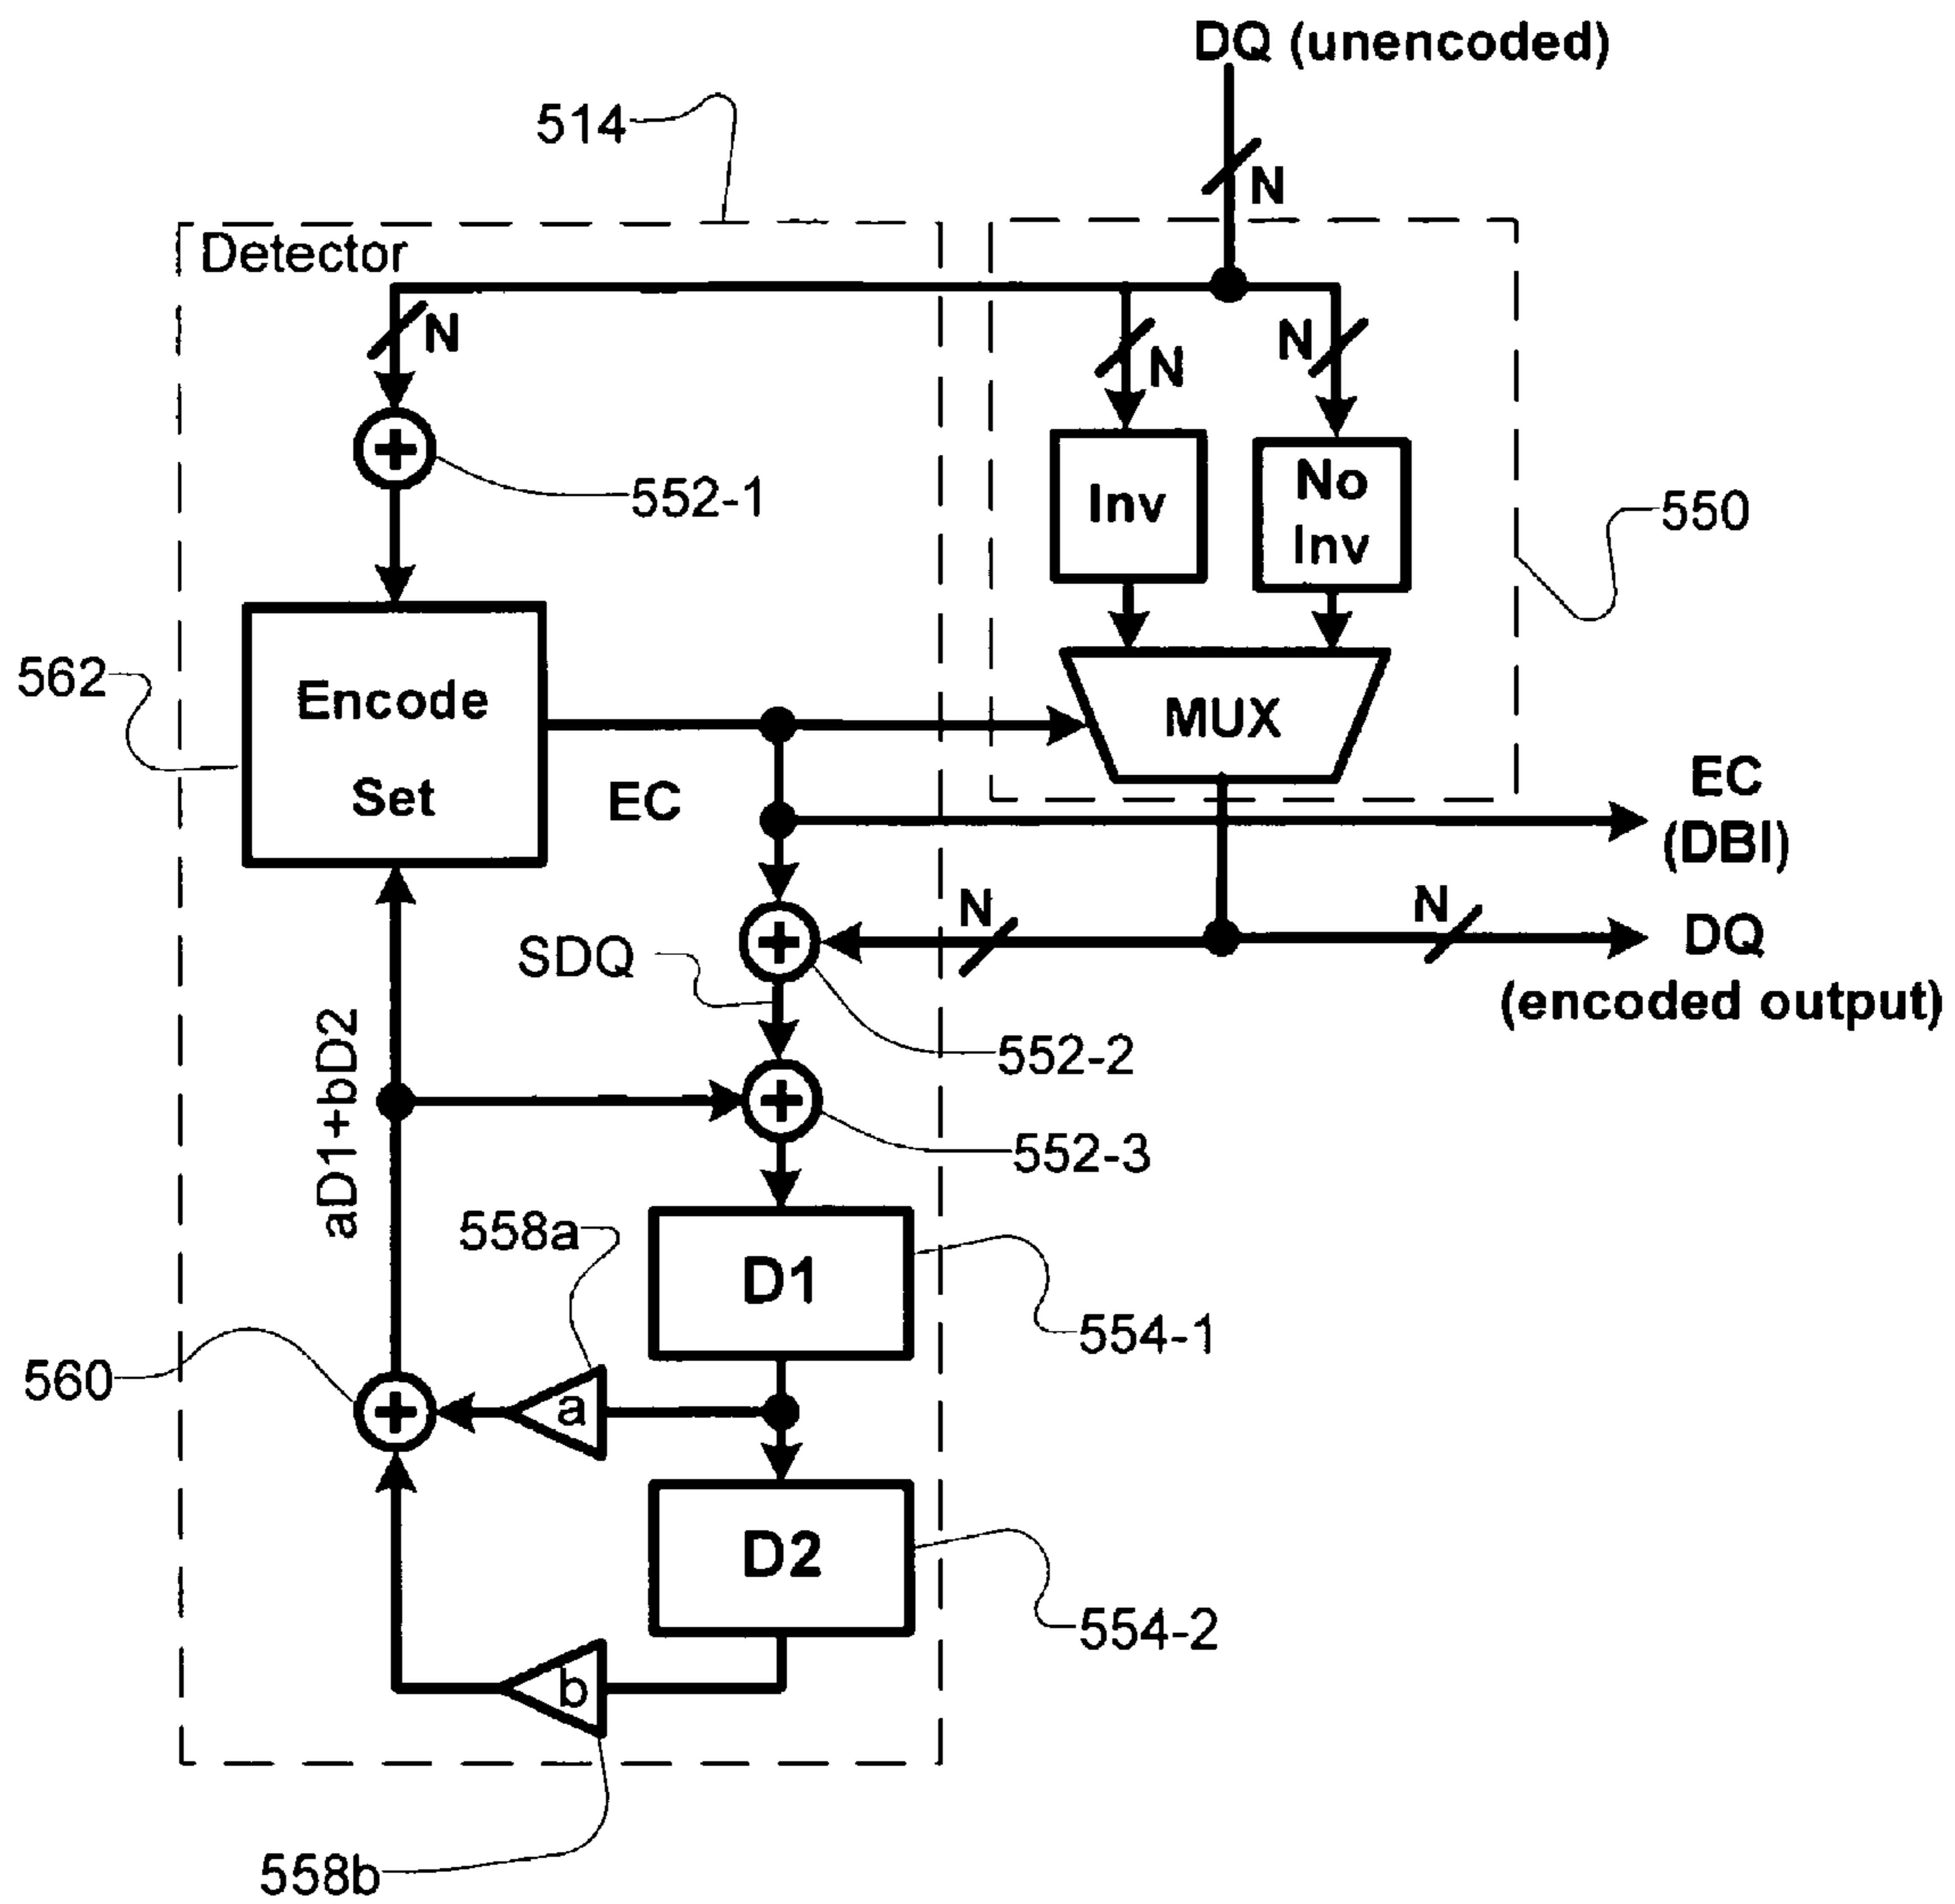 DQ (unencoded)
514
N
Detector
N
N
N
552-1
Inv
No
Inv
550
562
Encode
Set
MUX
EC
EC
(DBI)
N
N
SDQ
DQ
(encoded output)
552-2
aD1+bD2
552-3
558a
D1
554-1
560
a
D2
554-2
b
558b